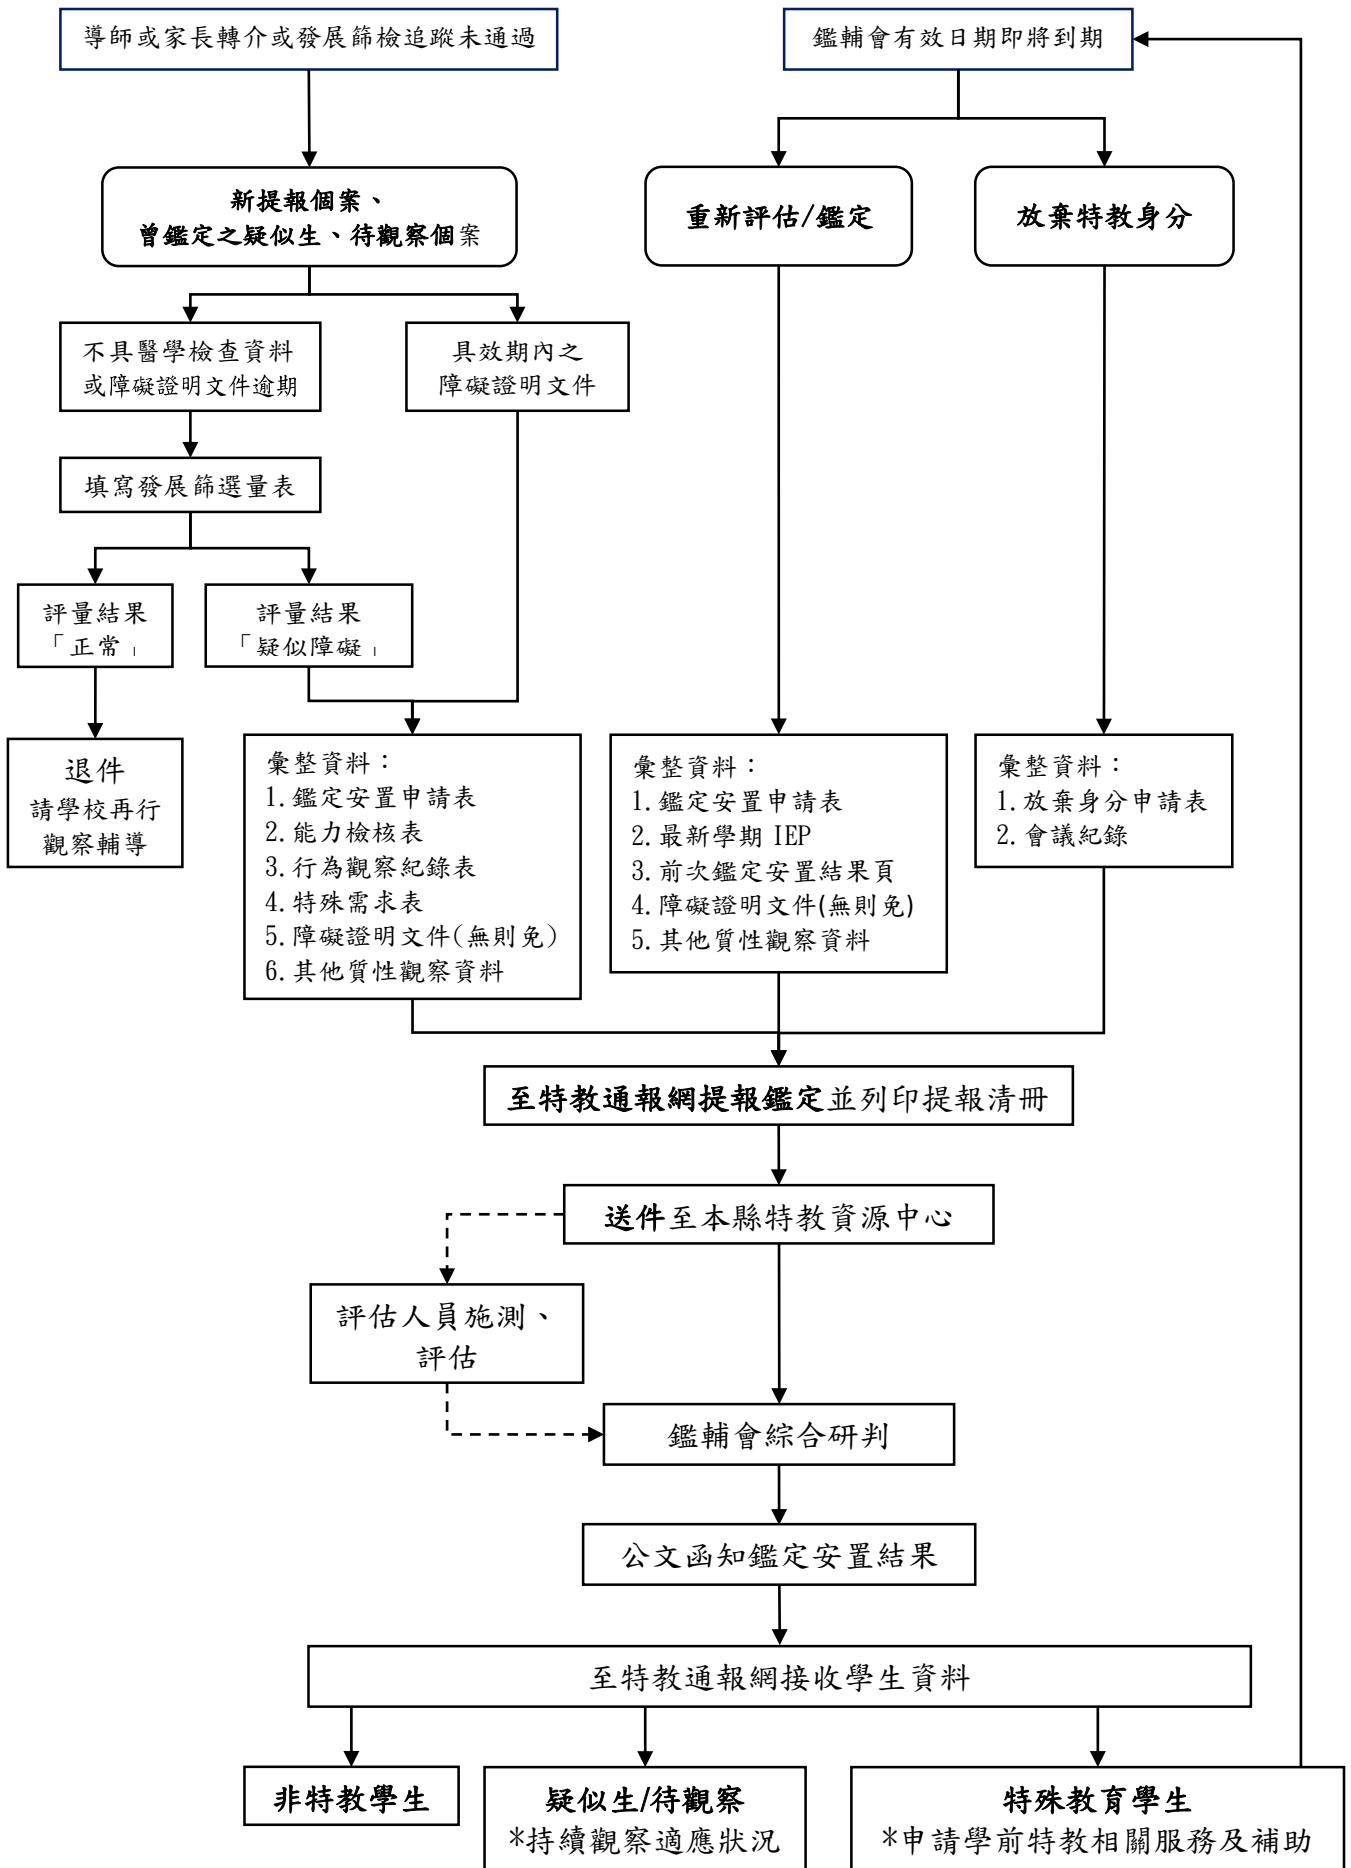 導師或家長轉介或發展篩檢追蹤未通過
鑑輔會有效日期即將到期
新提報個案、
曾鑑定之疑似生、待觀察個案
重新評估/鑑定
放棄特教身分
不具醫學檢查資料
或障礙證明文件逾期
具效期內之
障礙證明文件
填寫發展篩選量表
評量結果
「正常」
評量結果
「疑似障礙」
退件
請學校再行
觀察輔導
彙整資料：
1.鑑定安置申請表
2.能力檢核表
3.行為觀察紀錄表
4.特殊需求表
5.障礙證明文件(無則免)
6.其他質性觀察資料
彙整資料：
1.鑑定安置申請表
2.最新學期 IEP
3.前次鑑定安置結果頁
4.障礙證明文件(無則免)
5.其他質性觀察資料
彙整資料：
1.放棄身分申請表
2.會議紀錄
至特教通報網提報鑑定並列印提報清冊
送件至本縣特教資源中心
評估人員施測、
評估
鑑輔會綜合研判
公文函知鑑定安置結果
至特教通報網接收學生資料
非特教學生
疑似生/待觀察
*持續觀察適應狀況
特殊教育學生
*申請學前特教相關服務及補助